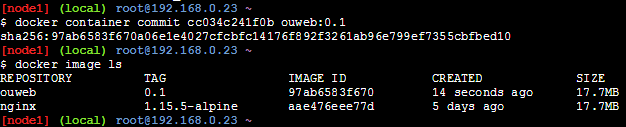 [node1] (local) root@192.168.0.23 ~
$ docker container commit cc034c241f0b ouweb:0.1
sha256:97ab6583f670a06e1e4027cfcbfc14176f892f3261ab96e799ef7355cbfbed10
[node1] (local) root@192.168.0.23 ~
$ docker image ls
REPOSITORY TAG IMAGE ID CREATED SIZE
ouweb 0.1 97ab6583f670 14 seconds ago 17.7MB
nginx 1.15.5-alpine aae476eee77d 5 days ago 17.7MB
[node1] (local) root@192.168.0.23 ~